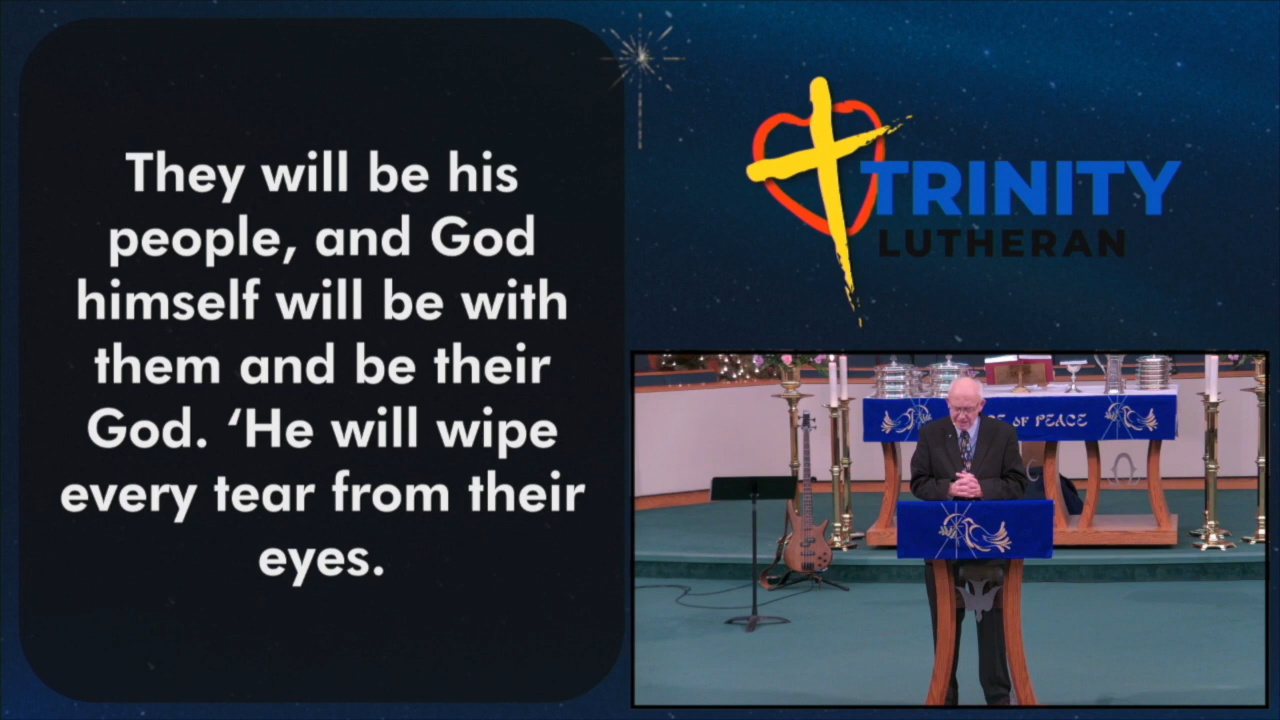 They will be his
people, and God
himself will be with
them and be their
God. ‘He will wipe
every tear from their
eyes.
TRINITY
LUTHERAN
OF PEACE